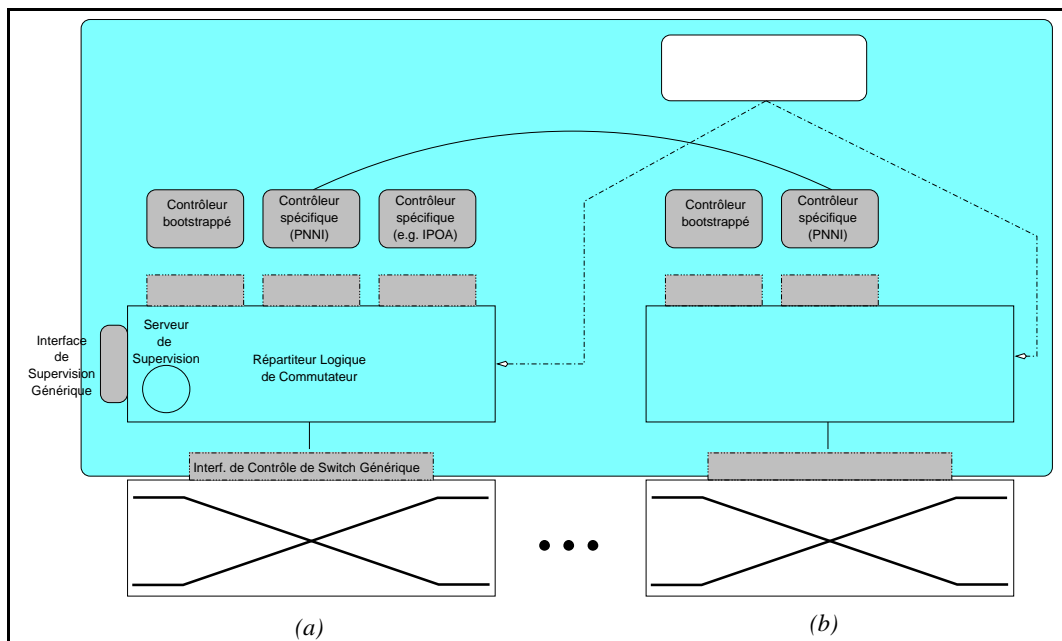 Contrôleur
bootstrappé
Contrôleur
spécifique
(PNNI)
Contrôleur
spécifique
(e.g. IPOA)
Contrôleur
bootstrappé
Contrôleur
spécifique
(PNNI)
Interface
de
Supervision
Générique
Serveur
de
Supervision
Répartiteur Logique
de Commutateur
Interf. de Contrôle de Switch Générique
(a)
(b)